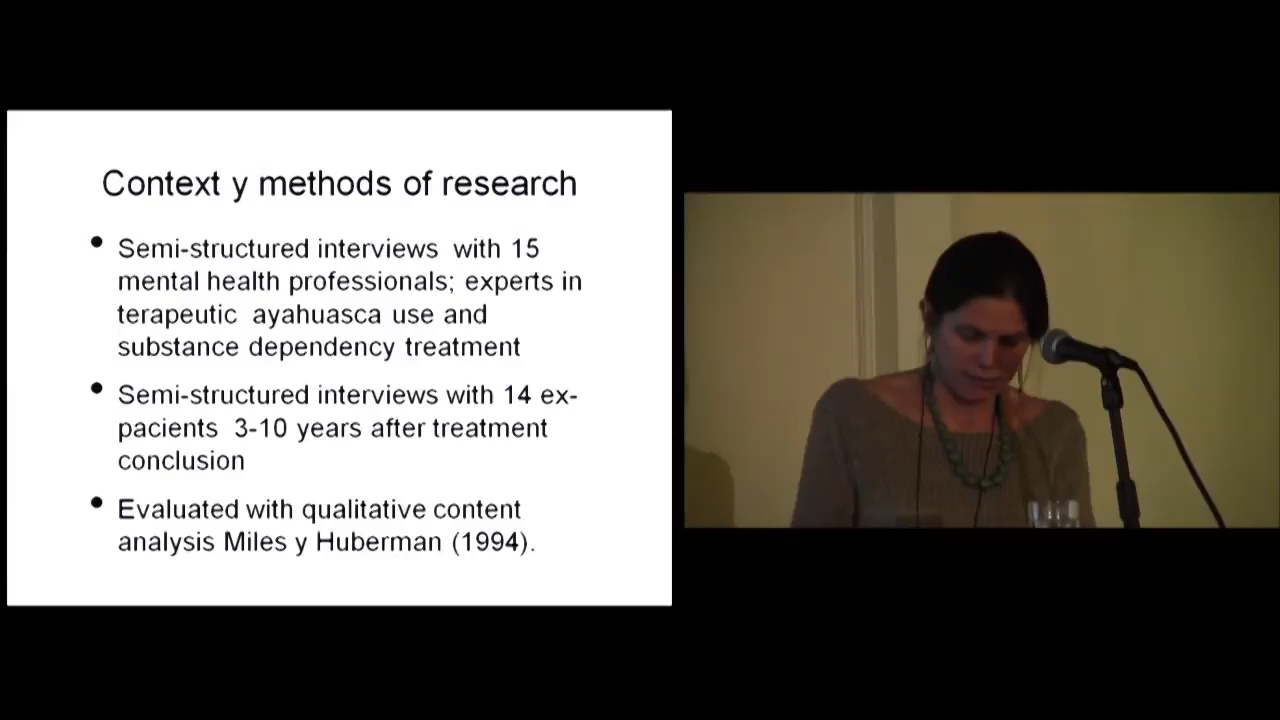 Context y methods of research
• Semi-structured interviews with 15
mental health professionals; experts in
terapeutic ayahuasca use and
substance dependency treatment
• Semi-structured interviews with 14 ex-
pacients 3-10 years after treatment
conclusion
• Evaluated with qualitative content
analysis Miles y Huberman (1994).